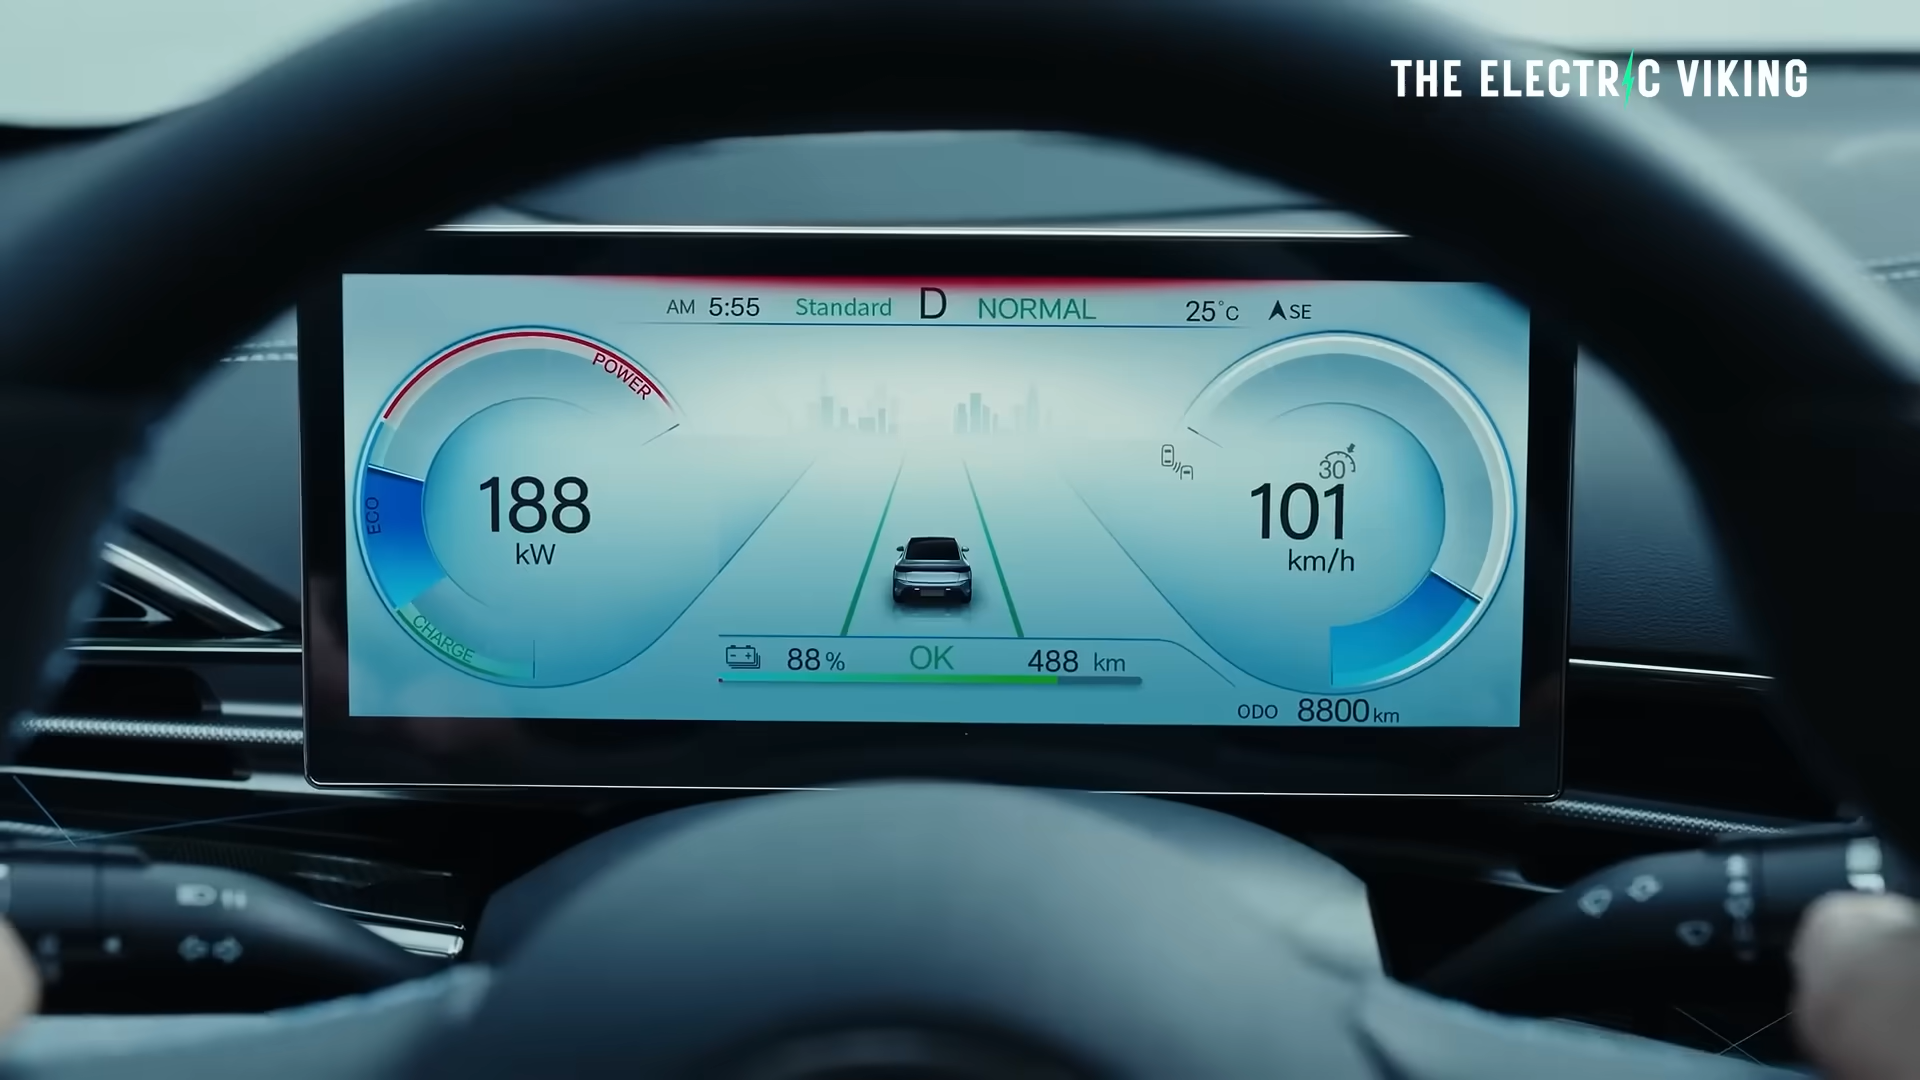 THE ELECTRIC VIKING
AM 5:55 Standard D NORMAL 25°C SE
POWER
ECO
CHARGE
188
kW
30
101
km/h
88% OK 488 km
ODO 8800 km